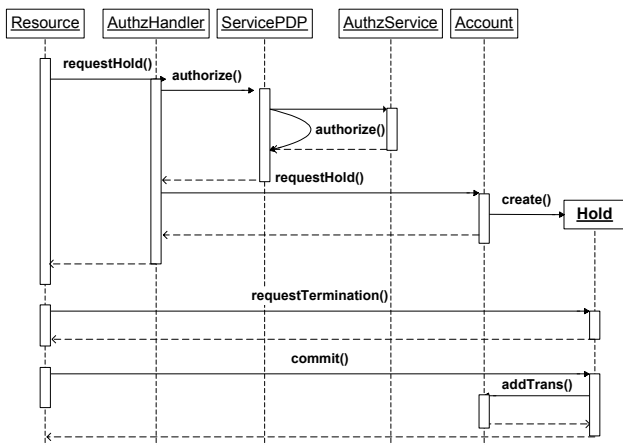 Resource
AuthzHandler
ServicePDP
AuthzService
Account
requestHold()
authorize()
authorize()
requestHold()
create()
Hold
requestTermination()
commit()
addTrans()